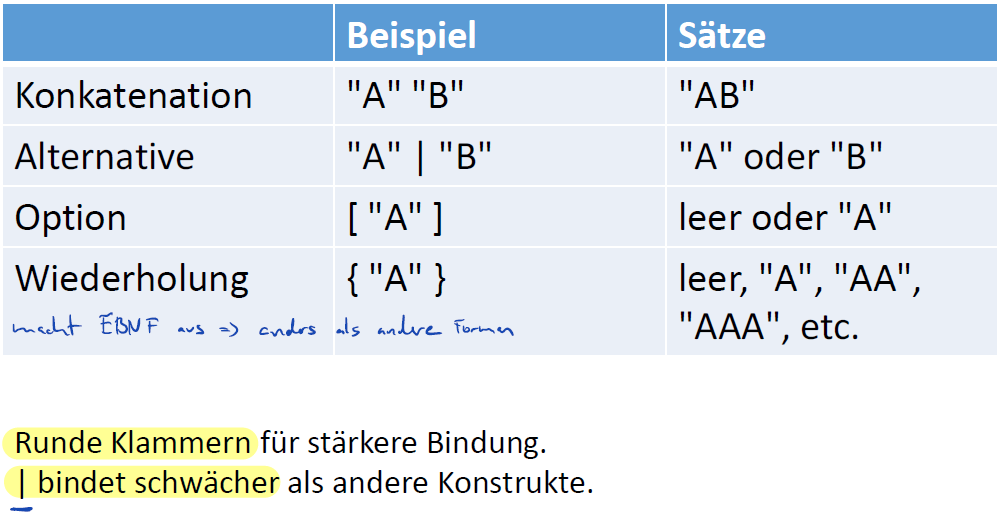 Beispiel Sätze
Konkatenation "A" "B" "AB"
Alternative "A" | "B" "A" oder "B"
Option [ "A" ] leer oder "A"
Wiederholung { "A" } leer, "A", "AA",
"AAA", etc.
macht EBNF aus => anders als andere Formen
Runde Klammern für stärkere Bindung.
| bindet schwächer als andere Konstrukte.